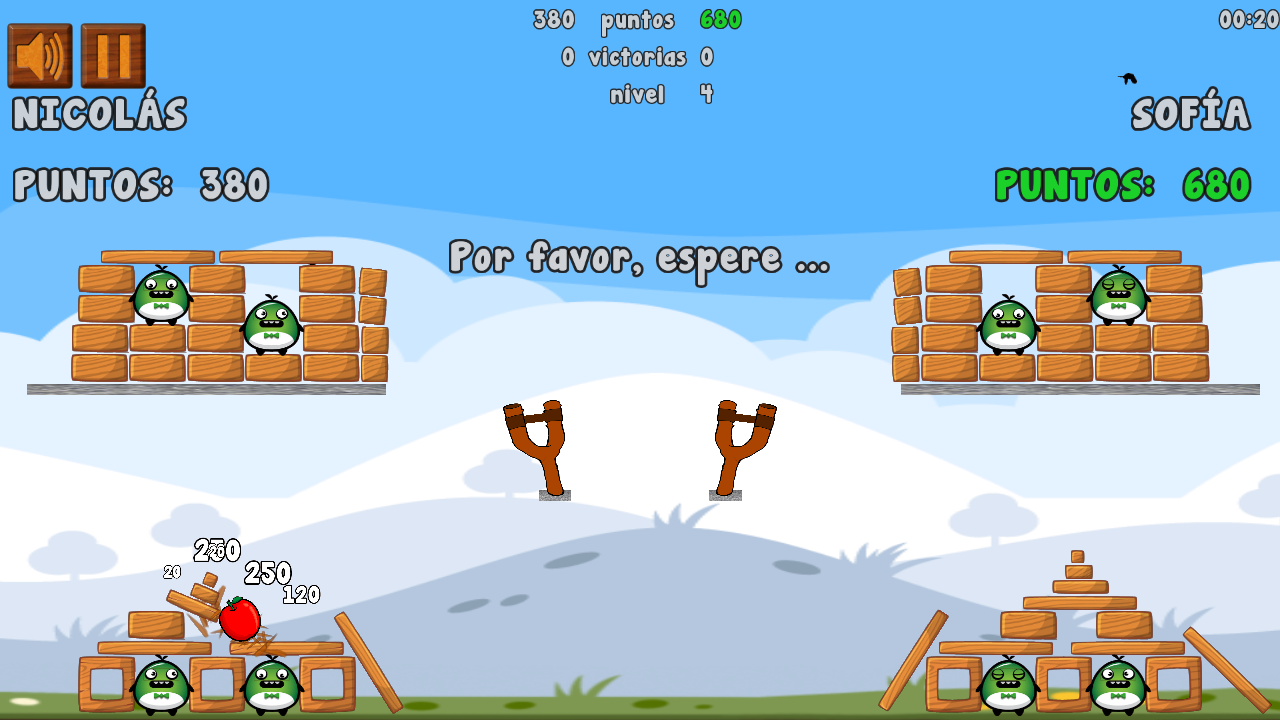 380 puntos 680
0 victorias 0
nivel 4
00:20
NICOLÁS
SOFÍA
PUNTOS: 380
PUNTOS: 680
Por favor, espere ...
20
250
120